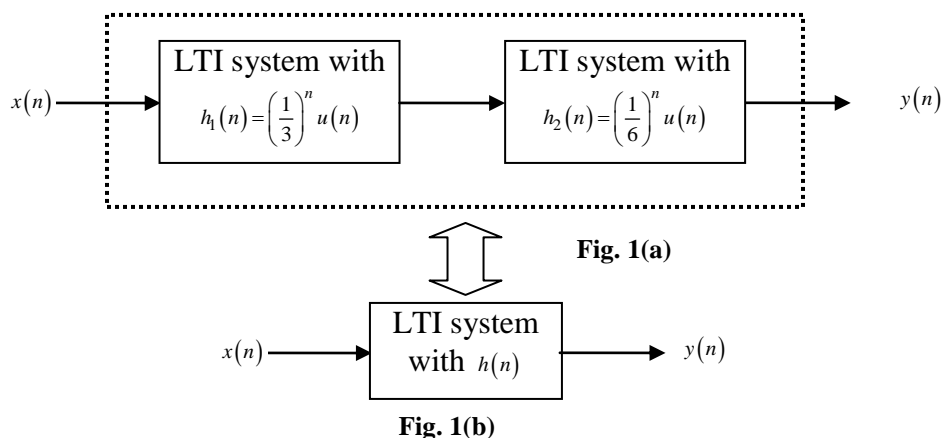 LTI system with
h₁(n) = (1/3)ⁿ u(n)
LTI system with
h₂(n) = (1/6)ⁿ u(n)
x(n)
y(n)
Fig. 1(a)
LTI system
with h(n)
x(n)
y(n)
Fig. 1(b)